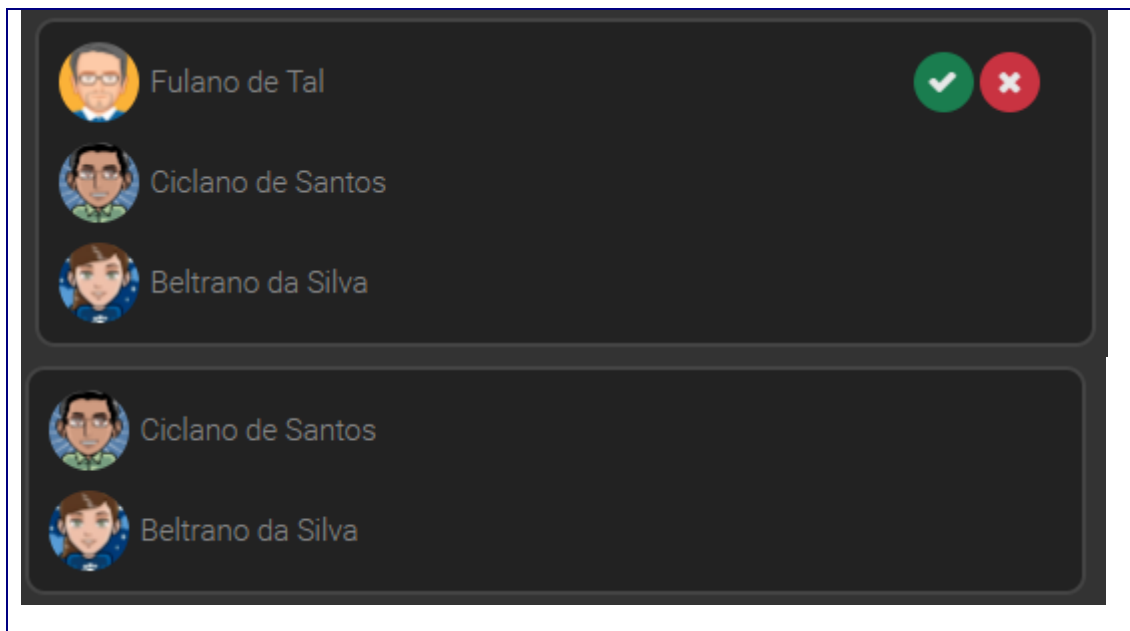 Fulano de Tal
Ciclano de Santos
Beltrano da Silva
Ciclano de Santos
Beltrano da Silva